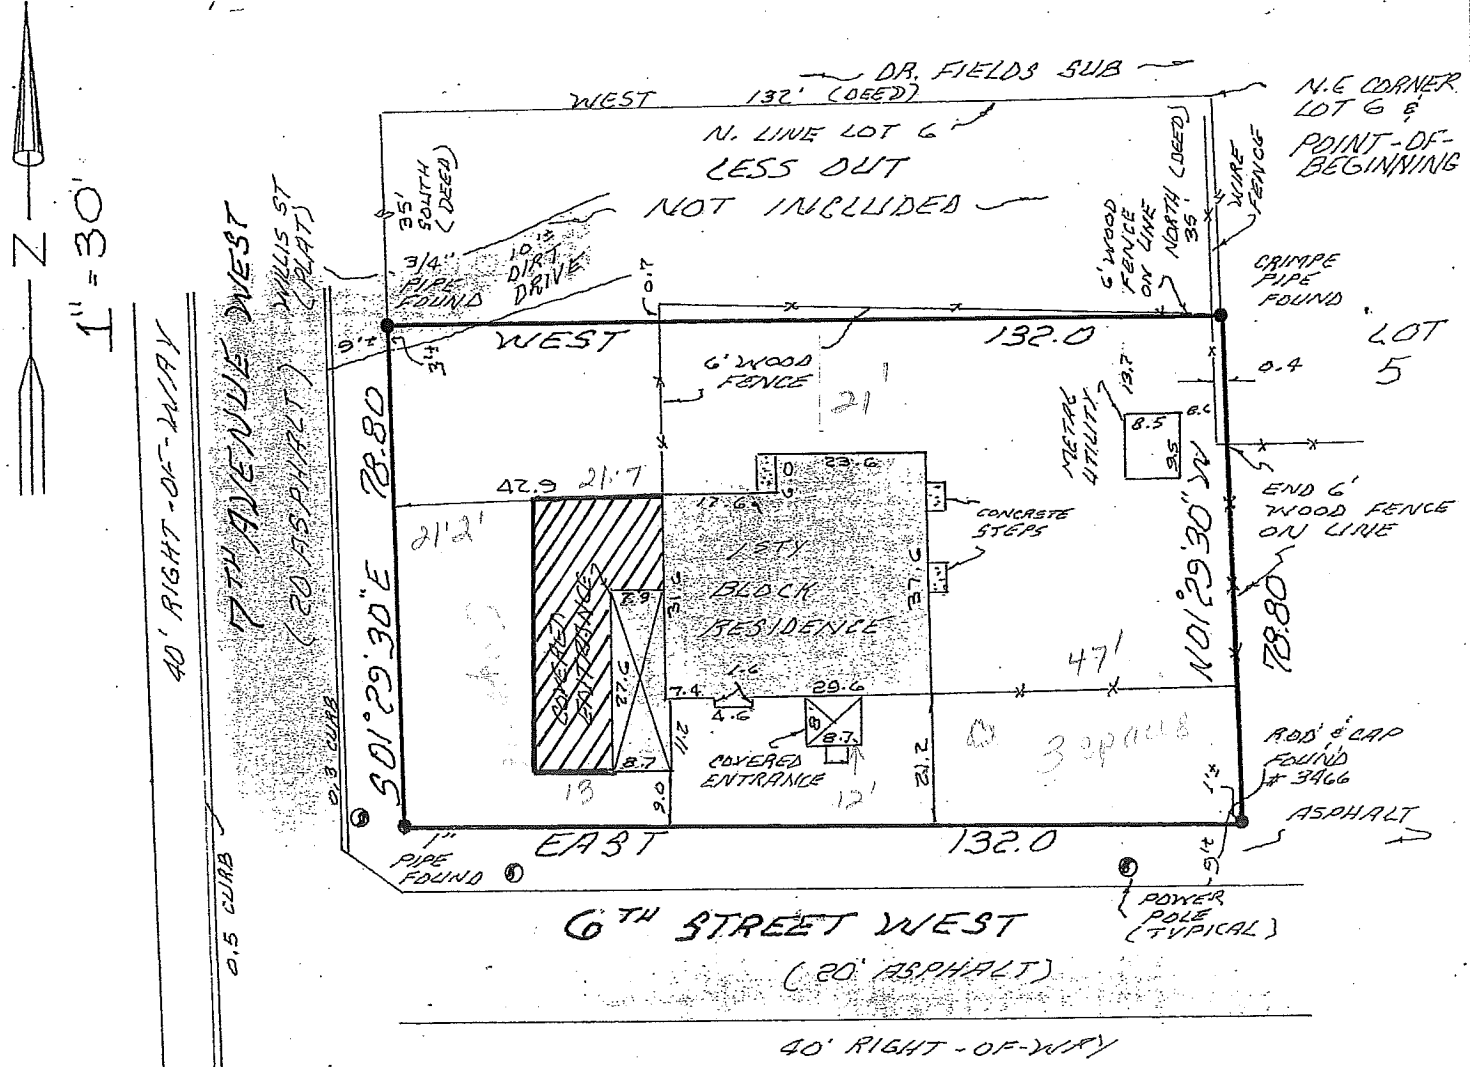 DR. FIELDS SUB
WEST 132' (DEED)
N. LINE LOT 6
LESS OUT
NOT INCLUDED
N.E CORNER
LOT 6 &
POINT-OF-
BEGINNING
35'
SOUTH
(DEED)
NORTH (DEED)
35'
WIRE
FENCE
6' WOOD
FENCE
ON LINE
CRIMPE
PIPE
FOUND
LOT
5
N
1" = 30'
3/4"
PIPE
FOUND
10'±
DIRT
DRIVE
0.7
9'±
3'±
WEST
132.0
6' WOOD
FENCE
21'
0.4
METAL
UTILITY
13.7
8.5
9.5
8.6
40' RIGHT-OF-WAY
7TH AVENUE WEST
WILLIS ST
(PLAT)
(20' ASPHALT)
S01°29'30"E 78.80
42.9
21'7
21'2'
17.6
23.6
CONCRETE
STEPS
END 6'
WOOD FENCE
ON LINE
N01°29'30"W
78.80
1 STY
BLOCK
RESIDENCE
31.6
37.6
COVERED
ENTRANCE
7.9
27.6
8.7
7.4
1.6
4.6
29.6
8'
8.7
COVERED
ENTRANCE
11.2
9.0
21.2
13
12'
47'
3 spaces
ROD & CAP
FOUND
# 3466
1'±
ASPHALT
0.3 CURB
0.5 CURB
1"
PIPE
FOUND
EAST
132.0
9'±
POWER
POLE
(TYPICAL)
6TH STREET WEST
(20' ASPHALT)
40' RIGHT-OF-WAY